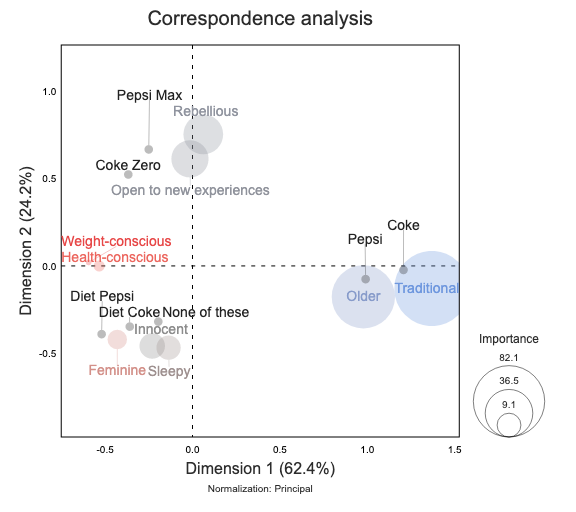 Correspondence analysis
1.0
Pepsi Max
Rebellious
Coke Zero
0.5
Open to new experiences
Coke
Weight-conscious
Pepsi
Health-conscious
0.0
Traditional
Older
Diet Pepsi
Diet Coke None of these
Innocent
-0.5
Feminine Sleepy
Dimension 2 (24.2%)
-0.5 0.0 0.5 1.0 1.5
Dimension 1 (62.4%)
Normalization: Principal
Importance
82.1
36.5
9.1